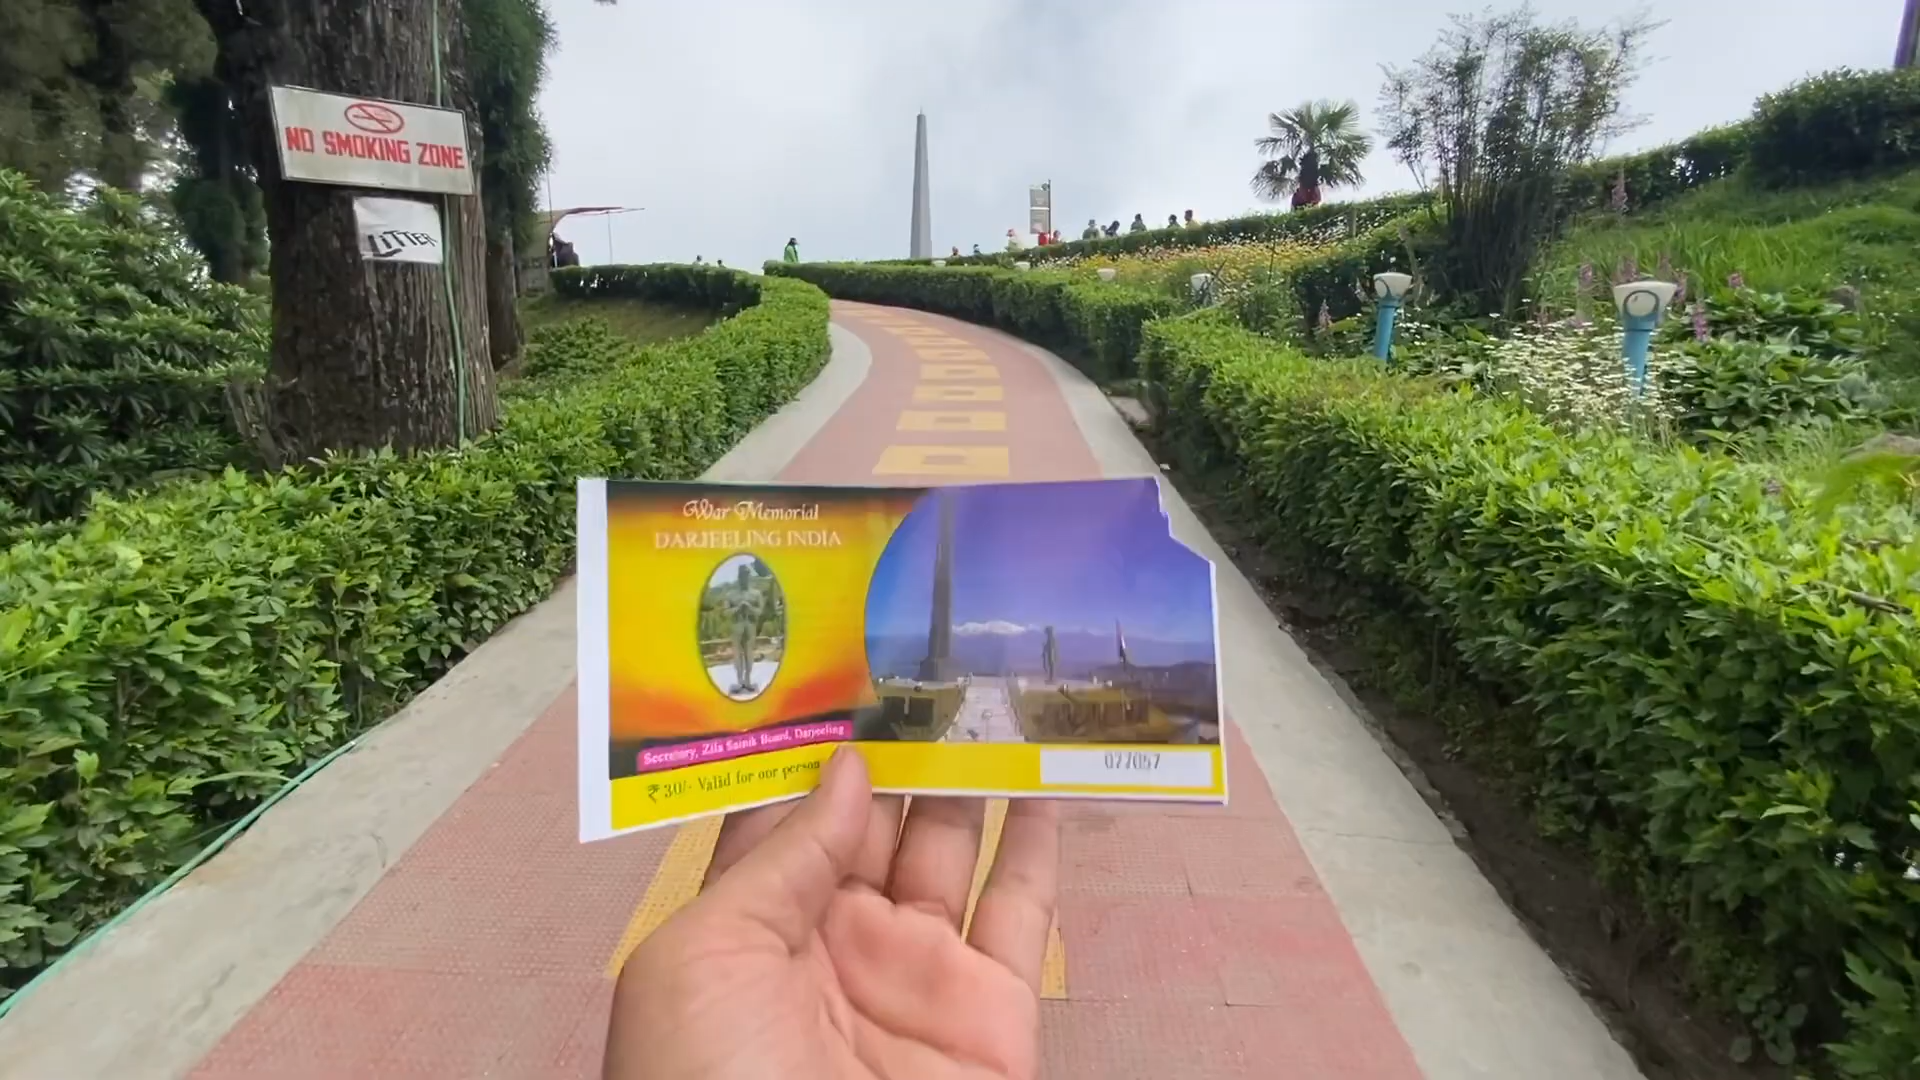 NO SMOKING ZONE
LITTER
War Memorial
DARJEELING INDIA
Secretary, Zila Sainik Board, Darjeeling
₹ 30/- Valid for one person
077057